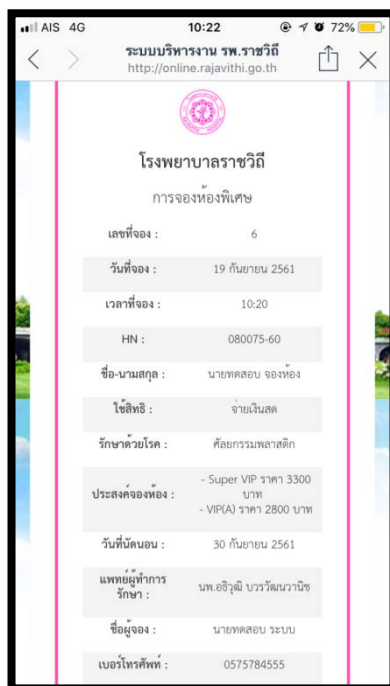 AIS 4G 10:22 72%
ระบบบริหารงาน รพ.ราชวิถี
http://online.rajavithi.go.th
โรงพยาบาลราชวิถี
การจองห้องพิเศษ
เลขที่จอง : 6
วันที่จอง : 19 กันยายน 2561
เวลาที่จอง : 10:20
HN : 080075-60
ชื่อ-นามสกุล : นายทดสอบ จองห้อง
ใช้สิทธิ : จ่ายเงินสด
รักษาด้วยโรค : ศัลยกรรมพลาสติก
ประสงค์จองห้อง : - Super VIP ราคา 3300
บาท
- VIP(A) ราคา 2800 บาท
วันที่นัดนอน : 30 กันยายน 2561
แพทย์ผู้ทำการ
รักษา : นพ.อธิวุฒิ บวรวัฒนวานิช
ชื่อผู้จอง : นายทดสอบ ระบบ
เบอร์โทรศัพท์ : 0575784555